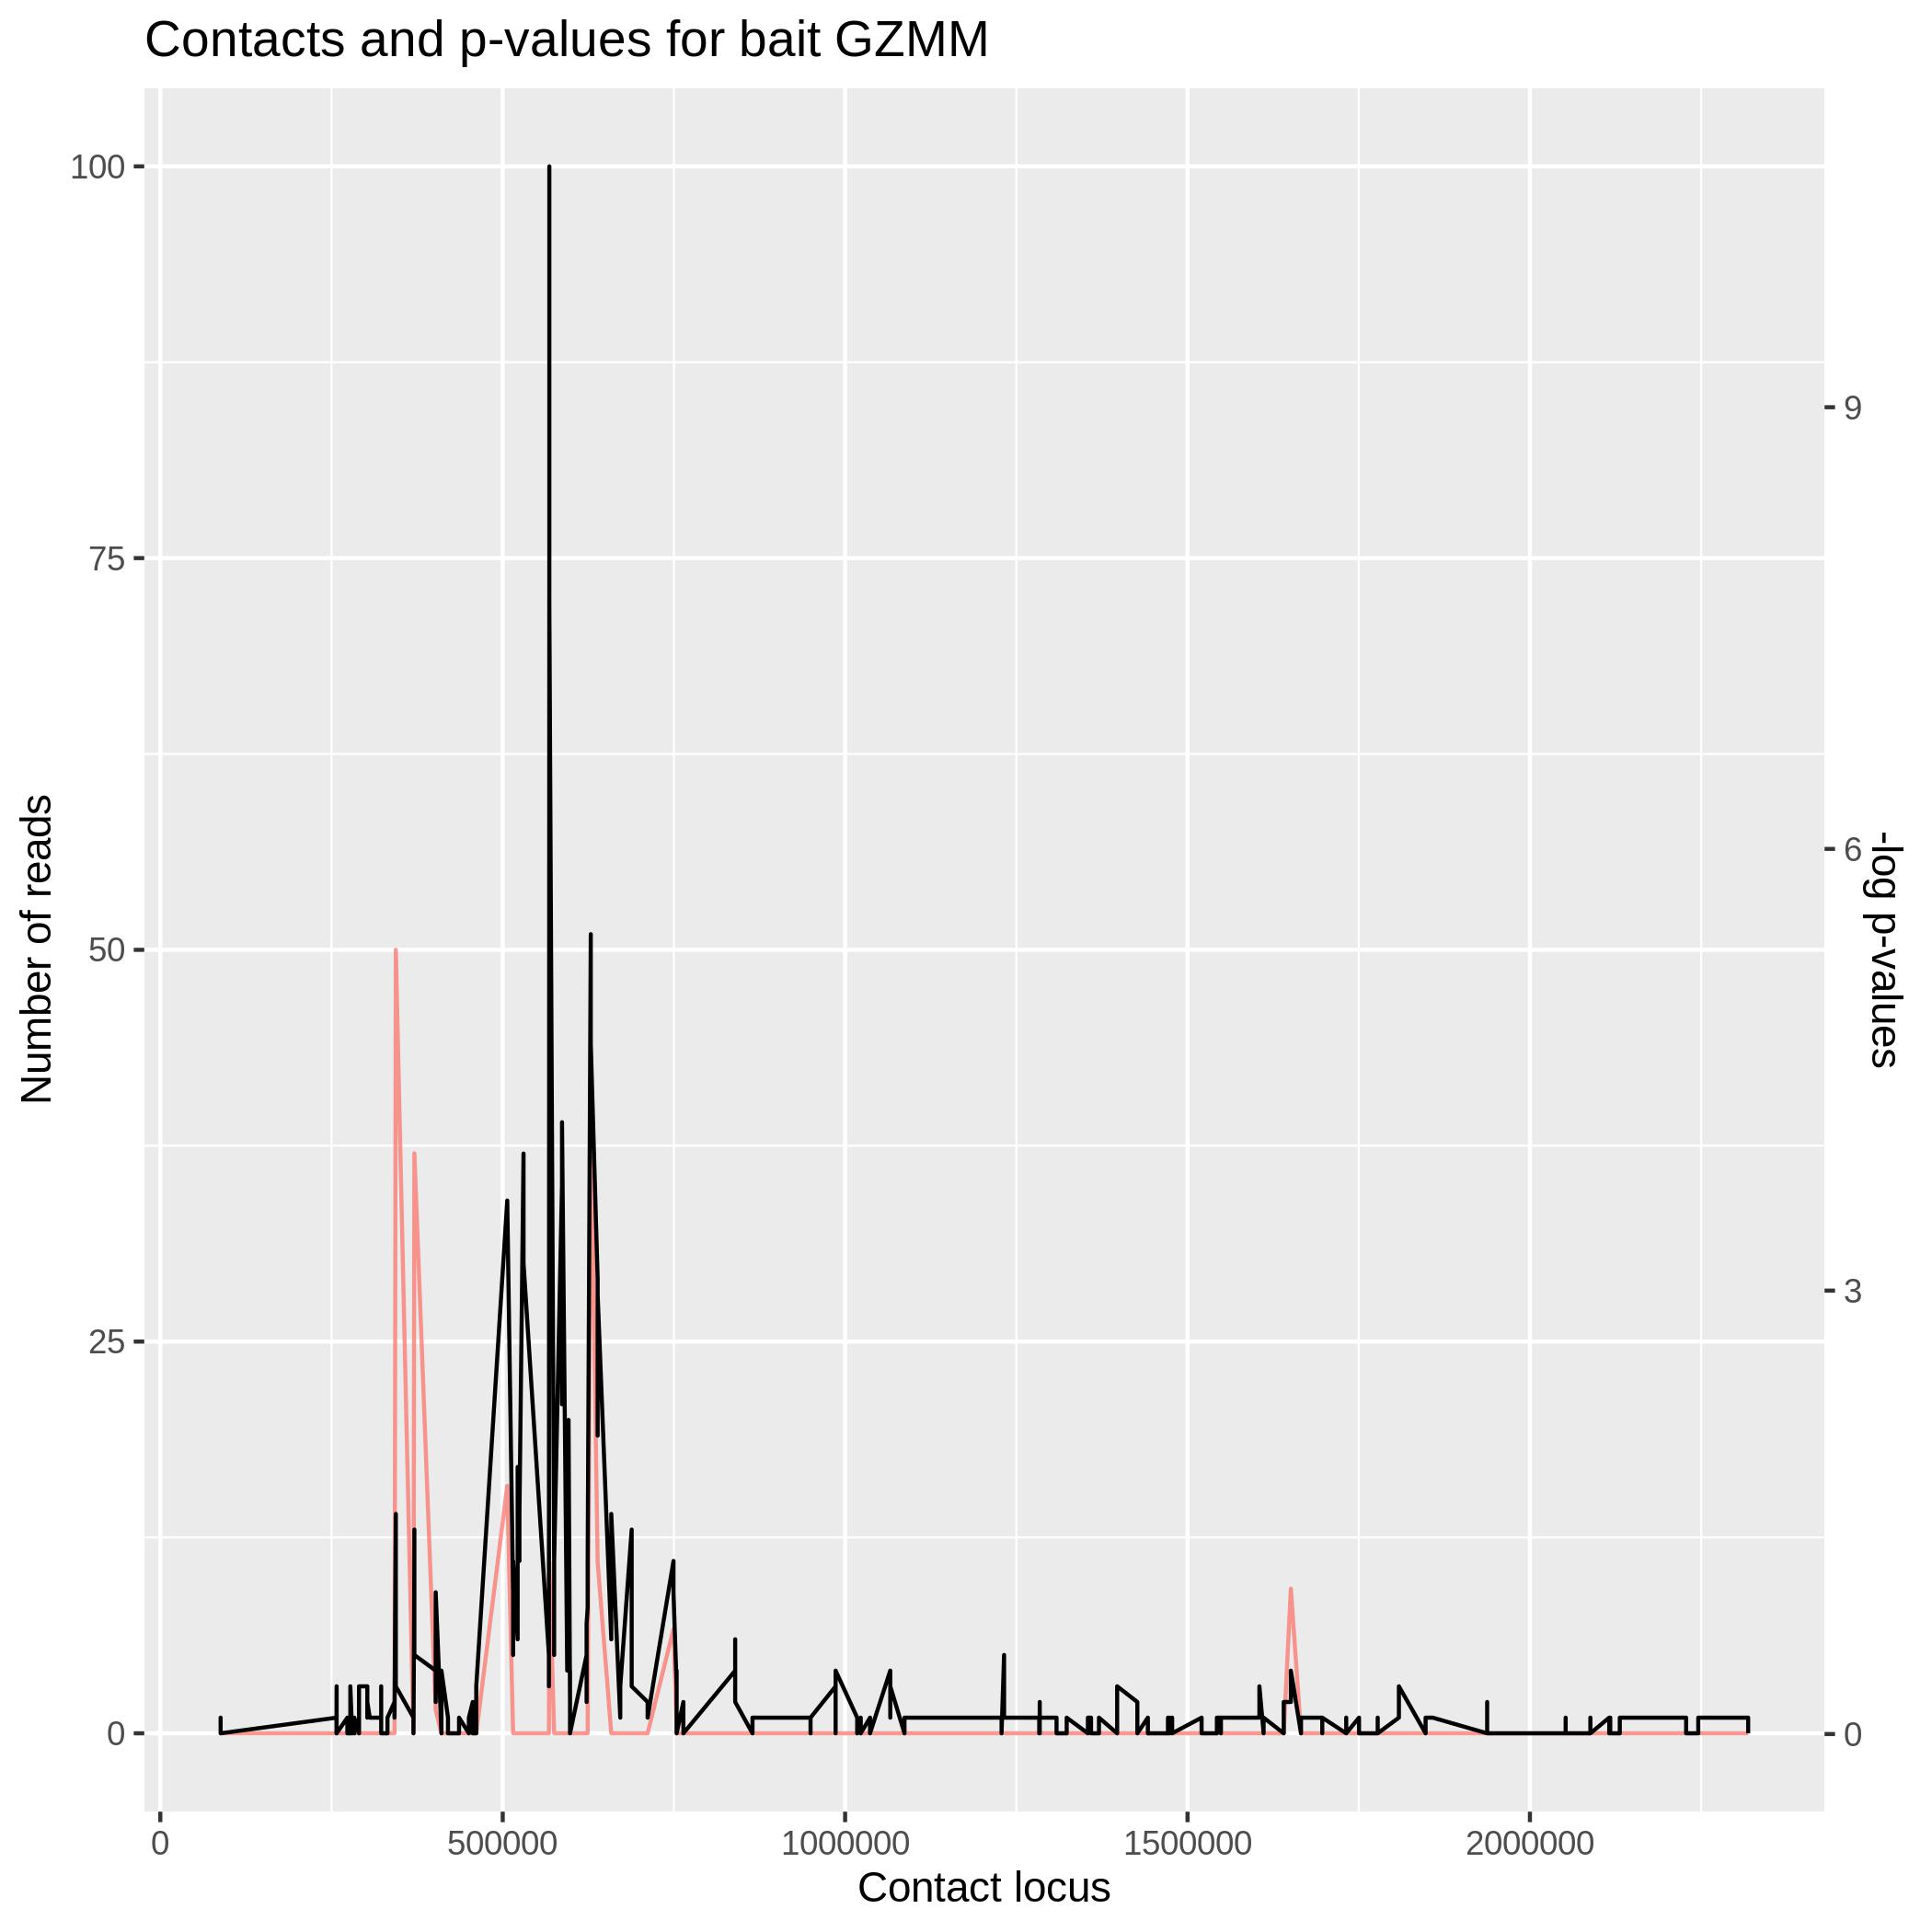 Contacts and p-values for bait GZMM
100
75
50
25
0
Number of reads
9
6
3
0
-log p-values
0 500000 1000000 1500000 2000000
Contact locus